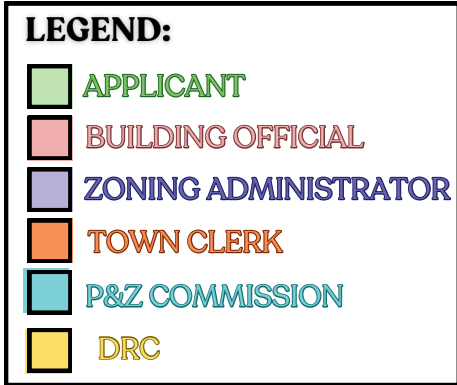 LEGEND:
APPLICANT
BUILDING OFFICIAL
ZONING ADMINISTRATOR
TOWN CLERK
P&Z COMMISSION
DRC